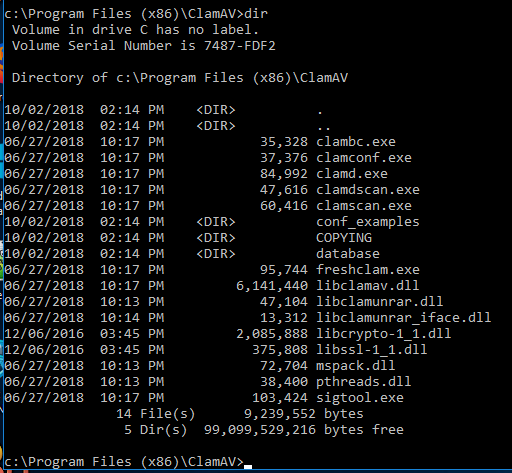 c:\Program Files (x86)\ClamAV>dir
Volume in drive C has no label.
Volume Serial Number is 7487-FDF2
Directory of c:\Program Files (x86)\ClamAV
10/02/2018  02:14 PM    <DIR>          .
10/02/2018  02:14 PM    <DIR>          ..
06/27/2018  10:17 PM            35,328 clambc.exe
06/27/2018  10:17 PM            37,376 clamconf.exe
06/27/2018  10:17 PM            84,992 clamd.exe
06/27/2018  10:17 PM            47,616 clamdscan.exe
06/27/2018  10:17 PM            60,416 clamscan.exe
10/02/2018  02:14 PM    <DIR>          conf_examples
10/02/2018  02:14 PM    <DIR>          COPYING
10/02/2018  02:14 PM    <DIR>          database
06/27/2018  10:17 PM            95,744 freshclam.exe
06/27/2018  10:17 PM         6,141,440 libclamav.dll
06/27/2018  10:13 PM            47,104 libclamunrar.dll
06/27/2018  10:14 PM            13,312 libclamunrar_iface.dll
12/06/2016  03:45 PM         2,085,888 libcrypto-1_1.dll
12/06/2016  03:45 PM           375,808 libssl-1_1.dll
06/27/2018  10:13 PM            72,704 mspack.dll
06/27/2018  10:13 PM            38,400 pthreads.dll
06/27/2018  10:17 PM           103,424 sigtool.exe
14 File(s)      9,239,552 bytes
5 Dir(s)  99,099,529,216 bytes free
c:\Program Files (x86)\ClamAV>